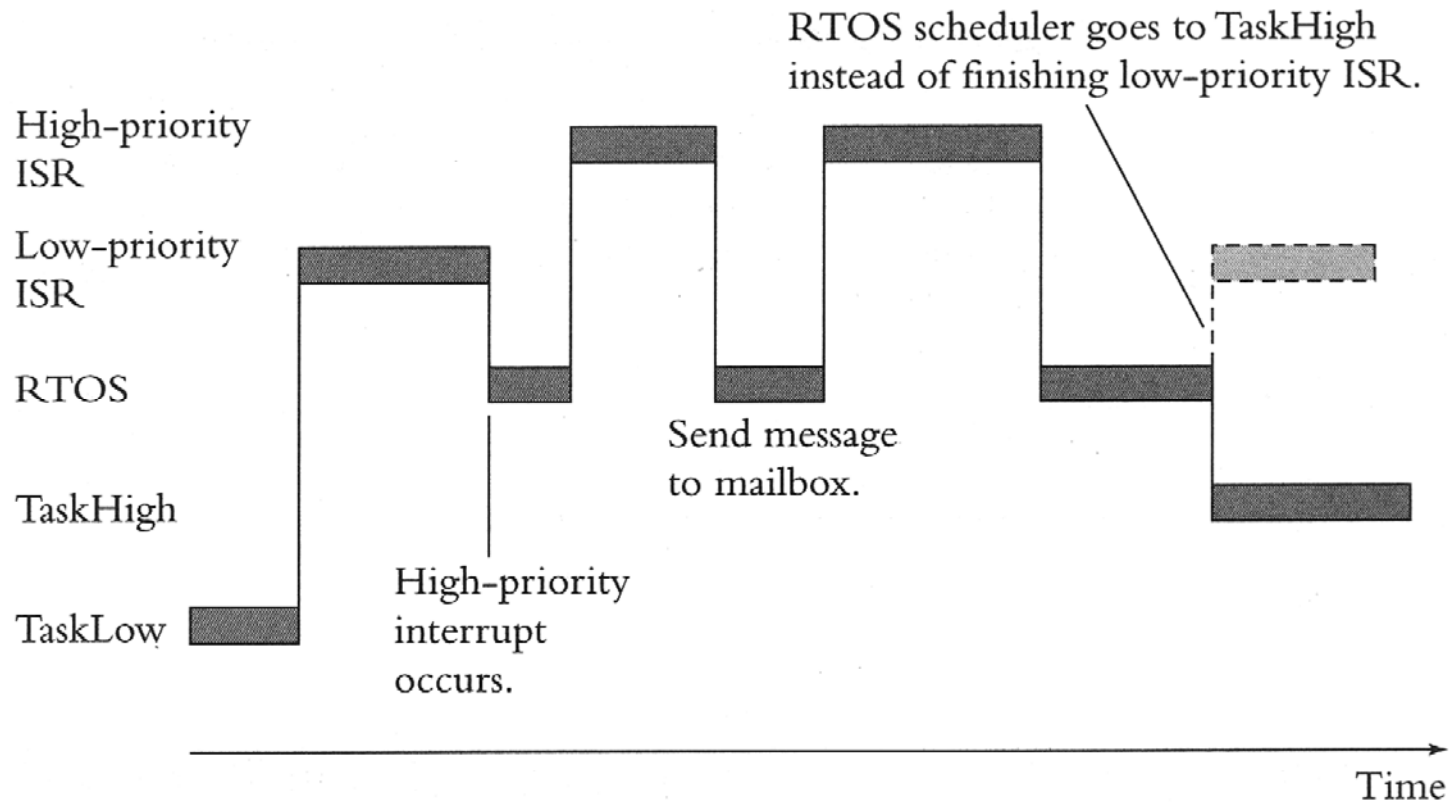 RTOS scheduler goes to TaskHigh
instead of finishing low-priority ISR.
High-priority
ISR
Low-priority
ISR
RTOS
Send message
to mailbox.
TaskHigh
High-priority
interrupt
occurs.
TaskLow
Time